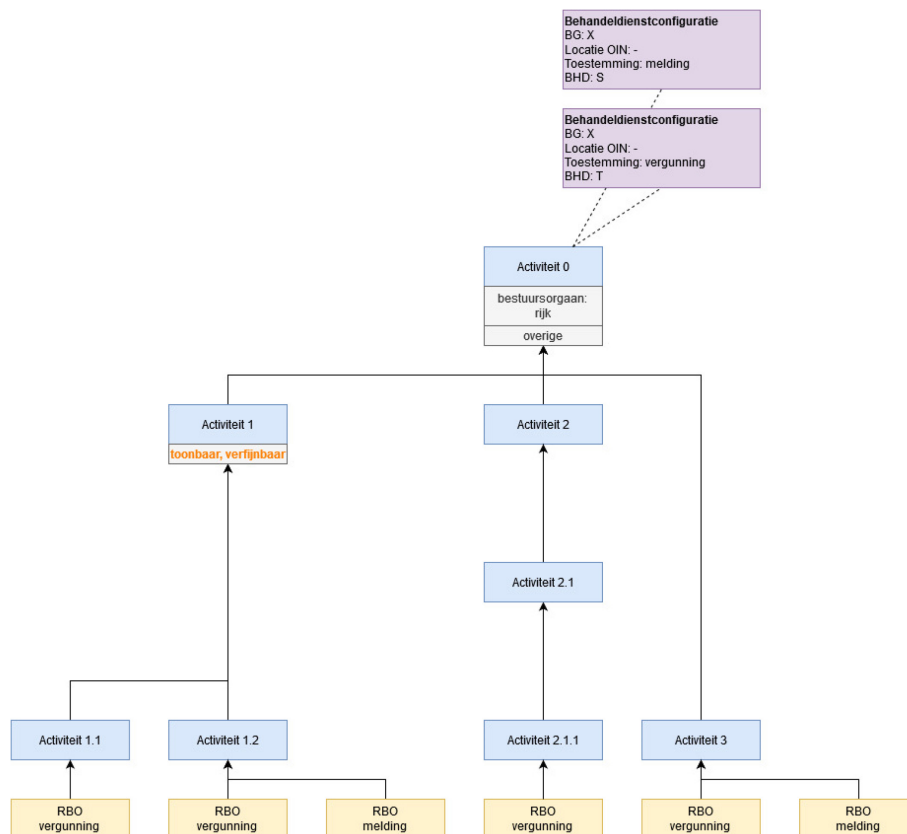 Behandeldienstconfiguratie
BG: X
Locatie OIN: -
Toestemming: melding
BHD: S
Behandeldienstconfiguratie
BG: X
Locatie OIN: -
Toestemming: vergunning
BHD: T
Activiteit 0
bestuursorgaan:
rijk
overige
Activiteit 1
toonbaar, verfijnbaar
Activiteit 2
Activiteit 2.1
Activiteit 1.1
Activiteit 1.2
Activiteit 2.1.1
Activiteit 3
RBO
vergunning
RBO
vergunning
RBO
melding
RBO
vergunning
RBO
vergunning
RBO
melding